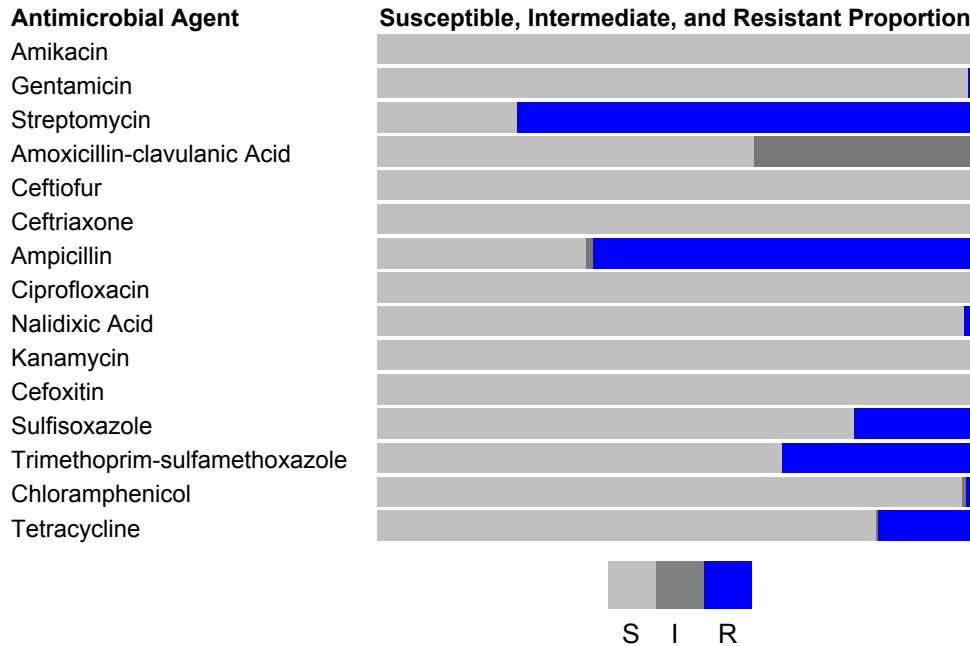 Antimicrobial Agent Susceptible, Intermediate, and Resistant Proportion
Amikacin
Gentamicin
Streptomycin
Amoxicillin-clavulanic Acid
Ceftiofur
Ceftriaxone
Ampicillin
Ciprofloxacin
Nalidixic Acid
Kanamycin
Cefoxitin
Sulfisoxazole
Trimethoprim-sulfamethoxazole
Chloramphenicol
Tetracycline
S I R